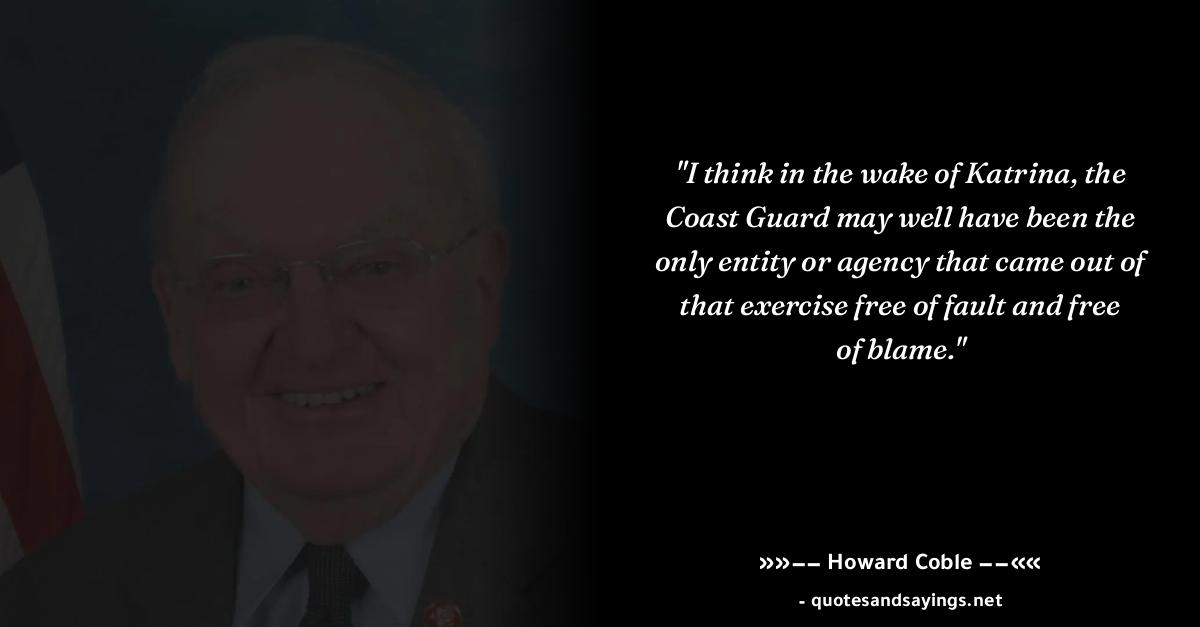 "I think in the wake of Katrina, the
Coast Guard may well have been the
only entity or agency that came out of
that exercise free of fault and free
of blame."
»»—— Howard Coble ——««
- quotesandsayings.net